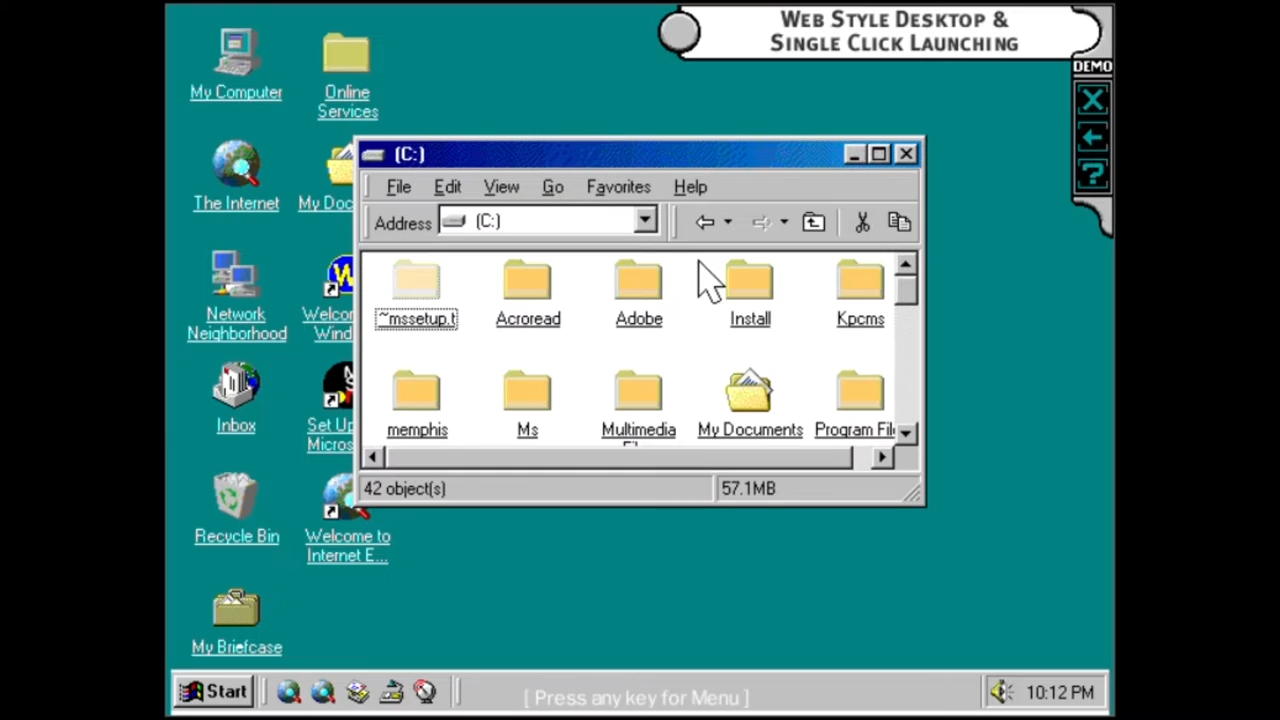 Web Style Desktop &
Single Click Launching
DEMO
My Computer
Online
Services
The Internet
My Doc
Network
Neighborhood
Welcom
Wind
Inbox
Set Up
Micros
Recycle Bin
Welcome to
Internet E...
My Briefcase
(C:)
File Edit View Go Favorites Help
Address (C:)
~mssetup.t Acroread Adobe Install Kpcms
memphis Ms Multimedia My Documents Program File
42 object(s) 57.1MB
Start
[ Press any key for Menu ]
10:12 PM